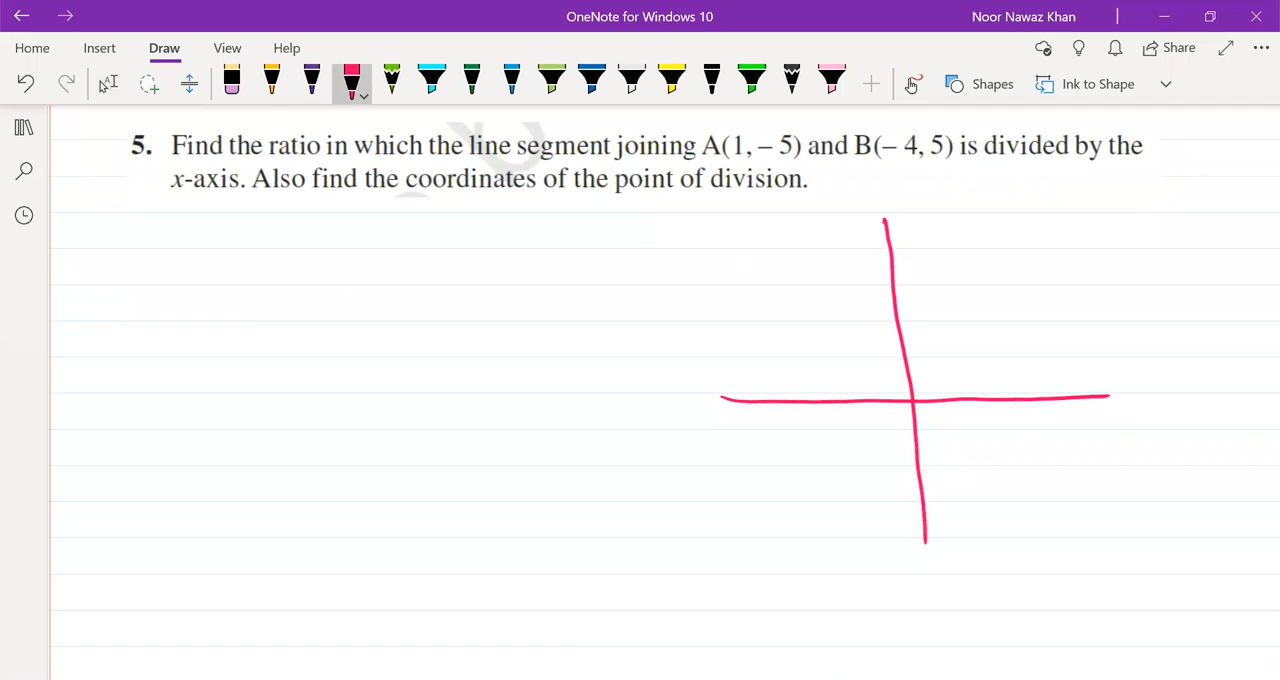 OneNote for Windows 10
Noor Nawaz Khan
Home Insert Draw View Help
Share
Shapes
Ink to Shape
5. Find the ratio in which the line segment joining A(1, – 5) and B(– 4, 5) is divided by the
x-axis. Also find the coordinates of the point of division.